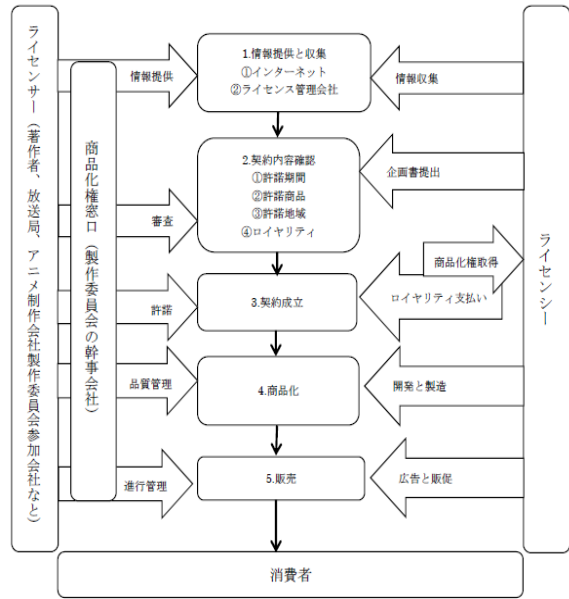 ライセンサー（著作者、放送局、アニメ制作会社製作委員会参加会社など）
商品化権窓口（製作委員会の幹事会社）
情報提供
1.情報提供と収集
①インターネット
②ライセンス管理会社
情報収集
2.契約内容確認
①許諾期間
②許諾商品
③許諾地域
④ロイヤリティ
企画書提出
審査
商品化権取得
ロイヤリティ支払い
許諾
3.契約成立
品質管理
4.商品化
開発と製造
進行管理
5.販売
広告と販促
ライセンシー
消費者